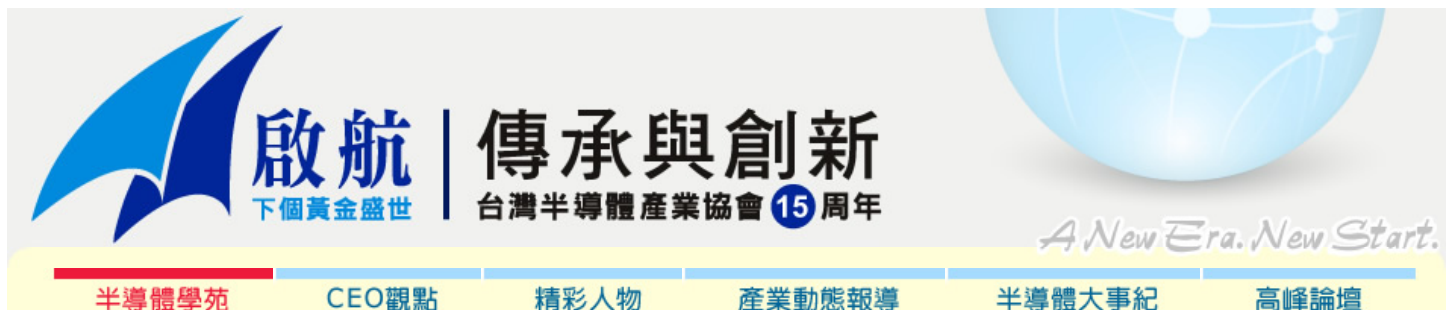 啟航
下個黃金盛世
傳承與創新
台灣半導體產業協會15周年
A New Era. New Start.
半導體學苑 CEO觀點 精彩人物 產業動態報導 半導體大事紀 高峰論壇